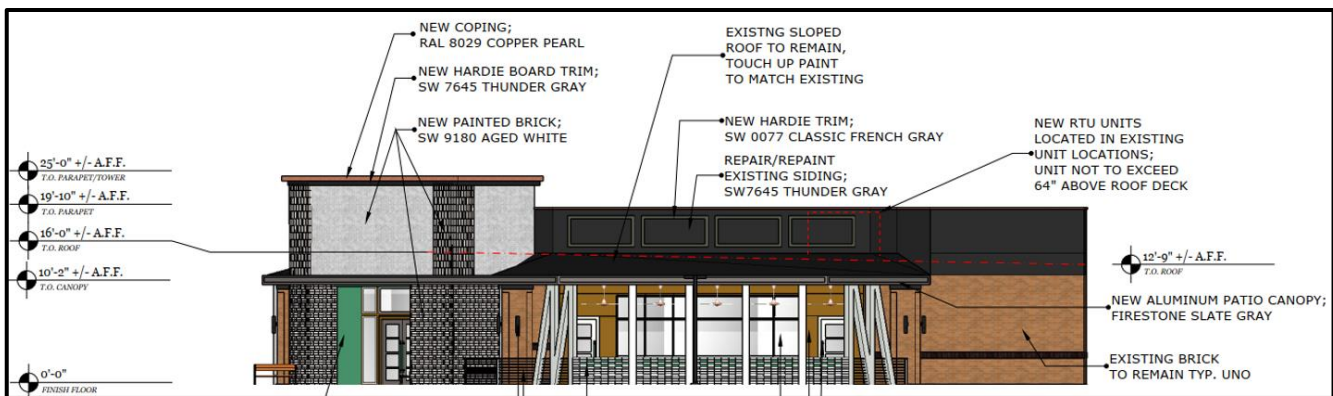 NEW COPING;
RAL 8029 COPPER PEARL
NEW HARDIE BOARD TRIM;
SW 7645 THUNDER GRAY
NEW PAINTED BRICK;
SW 9180 AGED WHITE
25'-0" +/- A.F.F.
T.O. PARAPET/TOWER
19'-10" +/- A.F.F.
T.O. PARAPET
16'-0" +/- A.F.F.
T.O. ROOF
10'-2" +/- A.F.F.
T.O. CANOPY
0'-0"
FINISH FLOOR
EXISTNG SLOPED
ROOF TO REMAIN,
TOUCH UP PAINT
TO MATCH EXISTING
NEW HARDIE TRIM;
SW 0077 CLASSIC FRENCH GRAY
REPAIR/REPAINT
EXISTING SIDING;
SW7645 THUNDER GRAY
NEW RTU UNITS
LOCATED IN EXISTING
UNIT LOCATIONS;
UNIT NOT TO EXCEED
64" ABOVE ROOF DECK
12'-9" +/- A.F.F.
T.O. ROOF
NEW ALUMINUM PATIO CANOPY;
FIRESTONE SLATE GRAY
EXISTING BRICK
TO REMAIN TYP. UNO